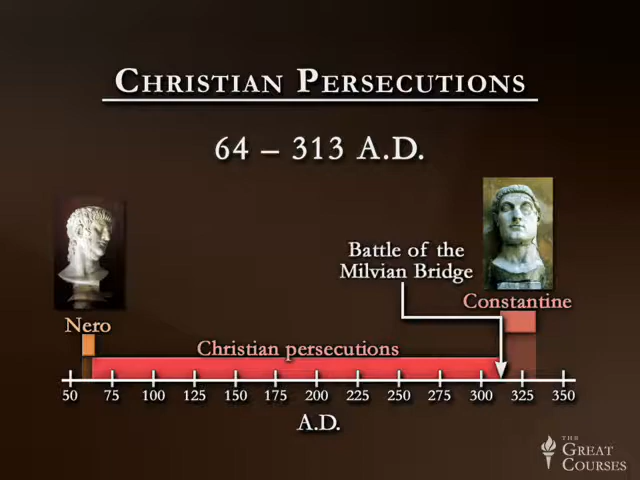 CHRISTIAN PERSECUTIONS
64 – 313 A.D.
Battle of the
Milvian Bridge
Constantine
Nero
Christian persecutions
50 75 100 125 150 175 200 225 250 275 300 325 350
A.D.
THE
GREAT
COURSES